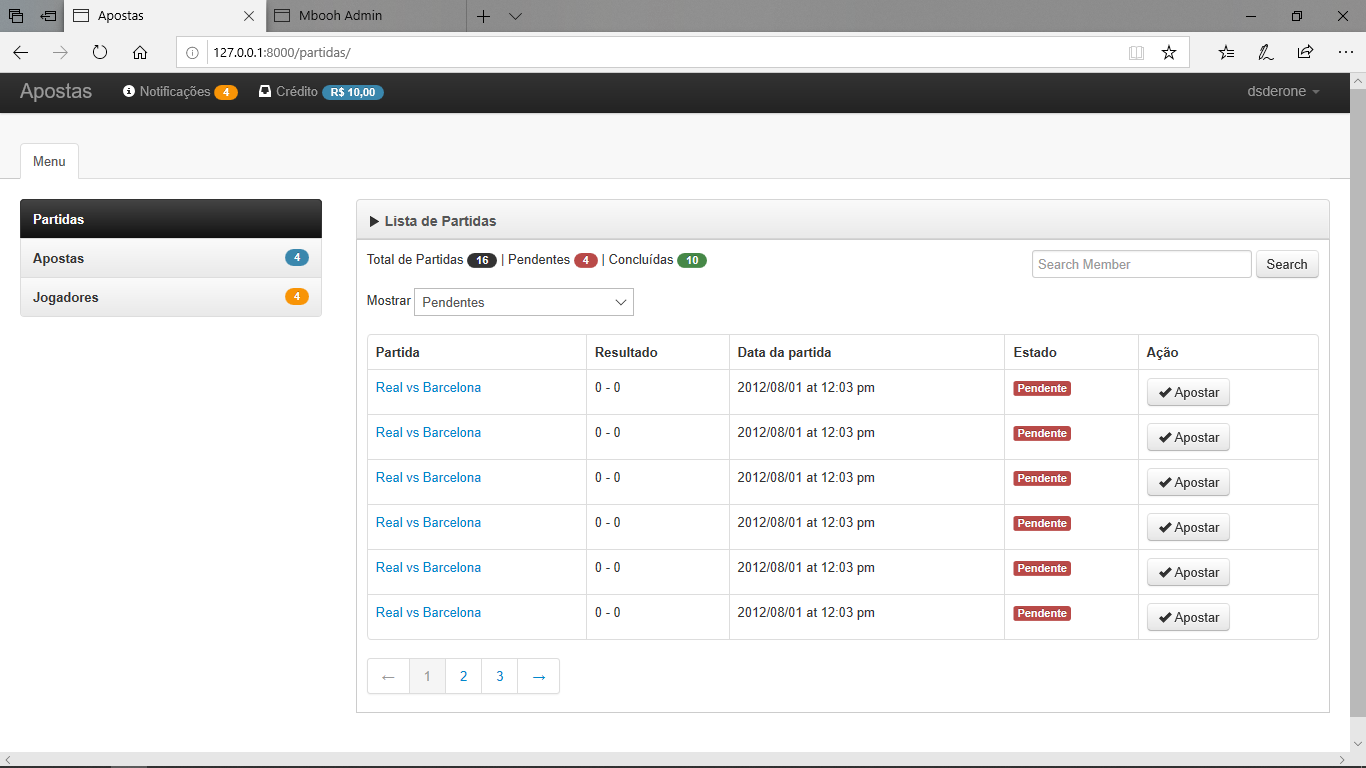 Apostas Mbooh Admin
127.0.0.1:8000/partidas/
Apostas Notificações 4 Crédito R$ 10,00 dsderone
Menu
Partidas
Apostas 4
Jogadores 4
Lista de Partidas
Total de Partidas 16 | Pendentes 4 | Concluídas 10 Search Member Search
Mostrar Pendentes
Partida Resultado Data da partida Estado Ação
Real vs Barcelona 0 - 0 2012/08/01 at 12:03 pm Pendente Apostar
Real vs Barcelona 0 - 0 2012/08/01 at 12:03 pm Pendente Apostar
Real vs Barcelona 0 - 0 2012/08/01 at 12:03 pm Pendente Apostar
Real vs Barcelona 0 - 0 2012/08/01 at 12:03 pm Pendente Apostar
Real vs Barcelona 0 - 0 2012/08/01 at 12:03 pm Pendente Apostar
Real vs Barcelona 0 - 0 2012/08/01 at 12:03 pm Pendente Apostar
← 1 2 3 →